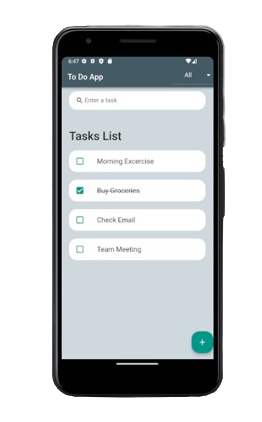 6:47
To Do App
All
Enter a task
Tasks List
Morning Excercise
Buy Groceries
Check Email
Team Meeting
+